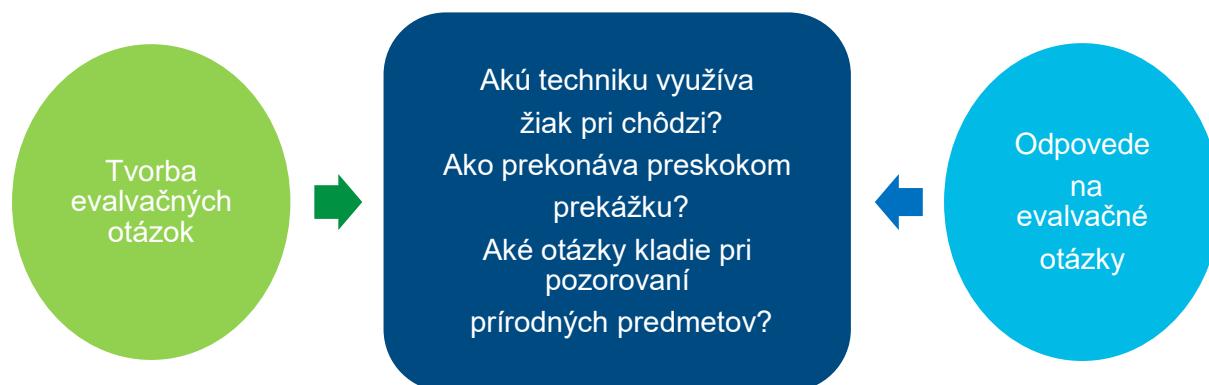 Tvorba
evalvačných
otázok
Akú techniku využíva
žiak pri chôdzi?
Ako prekonáva preskokom
prekážku?
Aké otázky kladie pri
pozorovaní
prírodných predmetov?
Odpovede
na
evalvačné
otázky